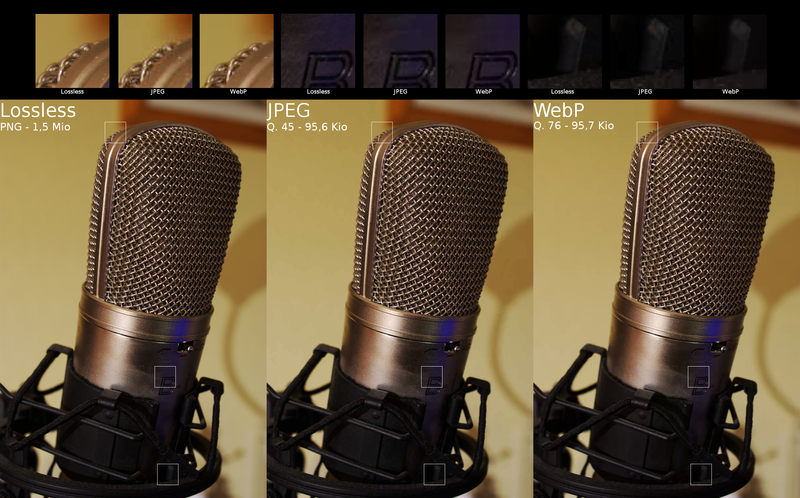 Lossless JPEG WebP Lossless JPEG WebP Lossless JPEG WebP
Lossless
PNG - 1,5 Mio
JPEG
Q. 45 - 95,6 Kio
WebP
Q. 76 - 95,7 Kio
B
B
B